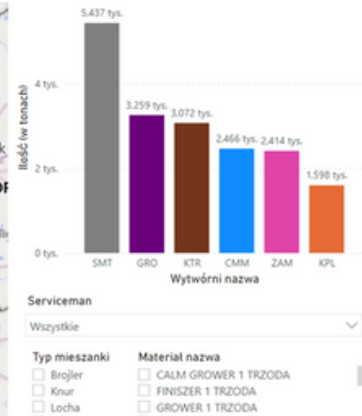 5.437 tys.
4 tys.
3.259 tys.
3.072 tys.
2.466 tys.
2.414 tys.
2 tys.
1.598 tys.
0 tys.
Ilość (w tonach)
SMT GRO KTR CMM ZAM KPL
Wytwórni nazwa
Serviceman
Wszystkie
Typ mieszanki Materiał nazwa
Brojler CALM GROWER 1 TRZODA
Knur FINISZER 1 TRZODA
Locha GROWER 1 TRZODA